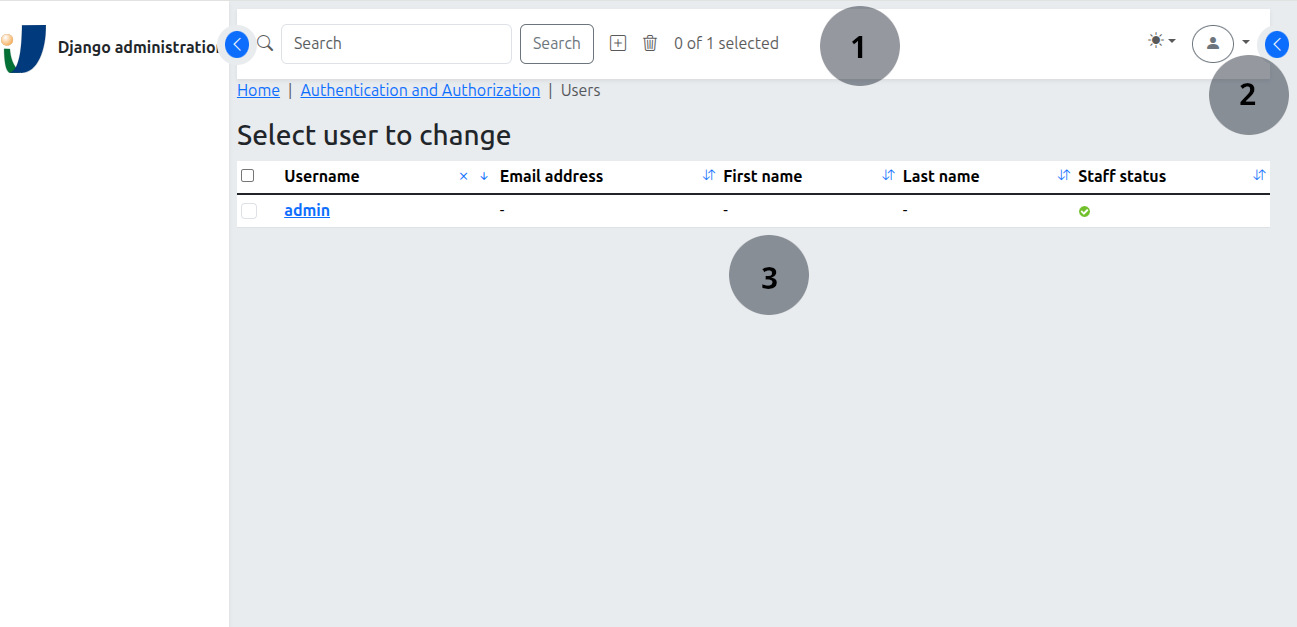 Django administration
Search Search 0 of 1 selected 1
2
Home | Authentication and Authorization | Users
Select user to change
Username Email address First name Last name Staff status
admin - - -
3